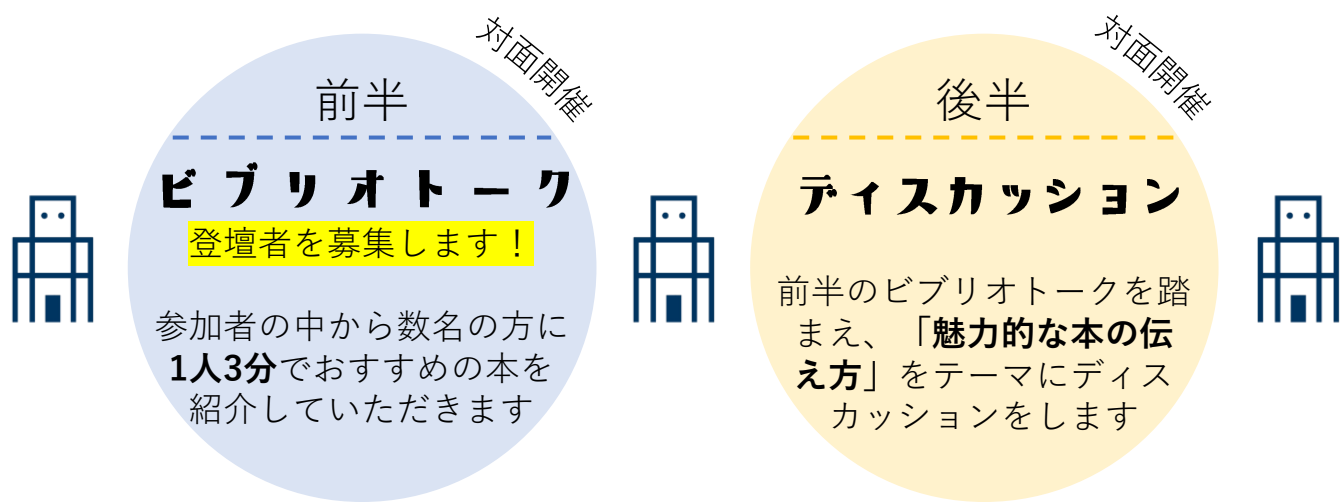 対面開催
前半
ビブリオトーク
登壇者を募集します！
参加者の中から数名の方に
1人3分でおすすめの本を
紹介していただきます
対面開催
後半
ディスカッション
前半のビブリオトークを踏
まえ、「魅力的な本の伝
え方」をテーマにディス
カッションをします